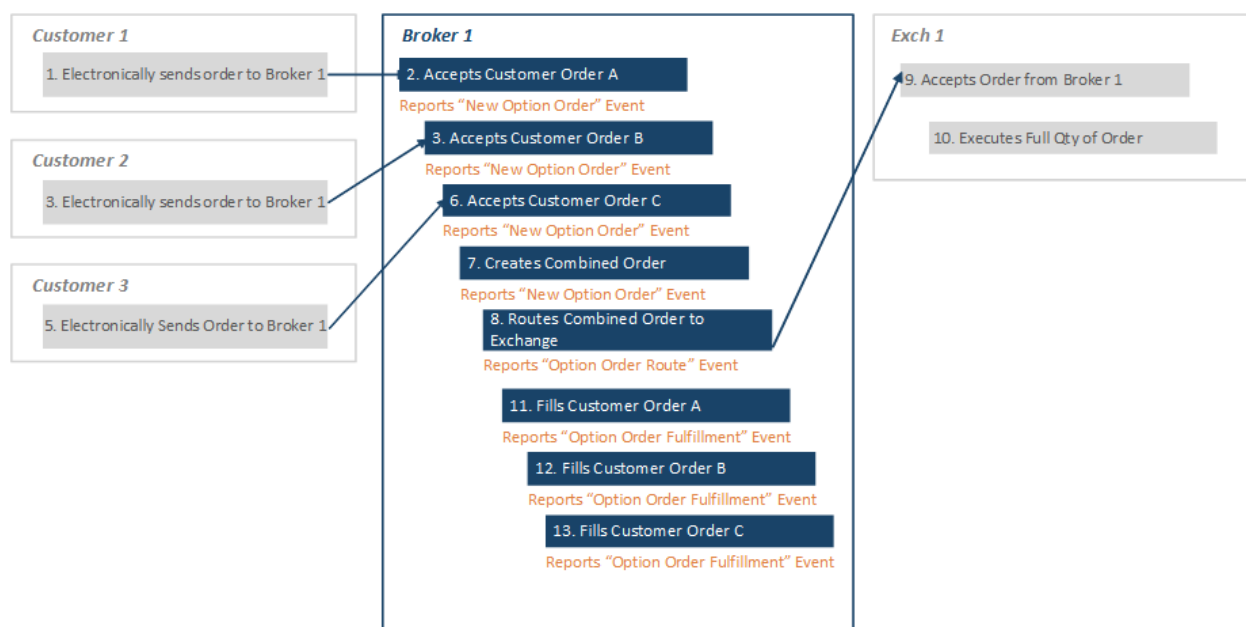 Customer 1
1. Electronically sends order to Broker 1
Customer 2
3. Electronically sends order to Broker 1
Customer 3
5. Electronically Sends Order to Broker 1
Broker 1
2. Accepts Customer Order A
Reports “New Option Order” Event
3. Accepts Customer Order B
Reports “New Option Order” Event
6. Accepts Customer Order C
Reports “New Option Order” Event
7. Creates Combined Order
Reports “New Option Order” Event
8. Routes Combined Order to
Exchange
Reports “Option Order Route” Event
11. Fills Customer Order A
Reports “Option Order Fulfillment” Event
12. Fills Customer Order B
Reports “Option Order Fulfillment” Event
13. Fills Customer Order C
Reports “Option Order Fulfillment” Event
Exch 1
9. Accepts Order from Broker 1
10. Executes Full Qty of Order